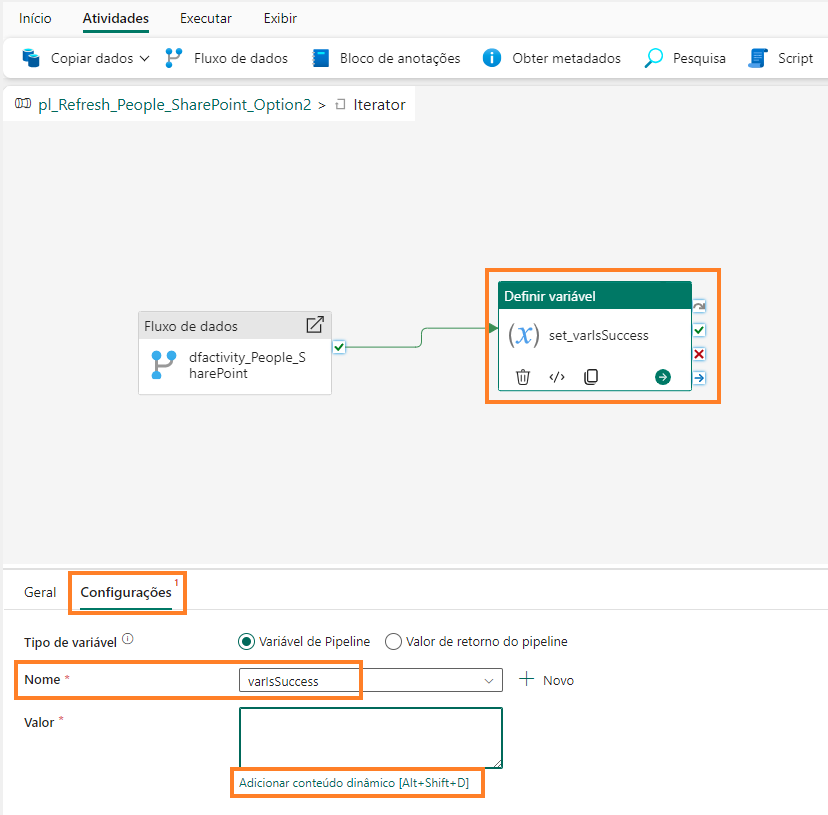 Início Atividades Executar Exibir
Copiar dados Fluxo de dados Bloco de anotações Obter metadados Pesquisa Script
pl_Refresh_People_SharePoint_Option2 > Iterator
Definir variável
Fluxo de dados
(x) set_varIsSuccess
dfactivity_People_S
harePoint
</>
Geral Configurações 1
Tipo de variável Variável de Pipeline Valor de retorno do pipeline
Nome * varIsSuccess + Novo
Valor *
Adicionar conteúdo dinâmico [Alt+Shift+D]